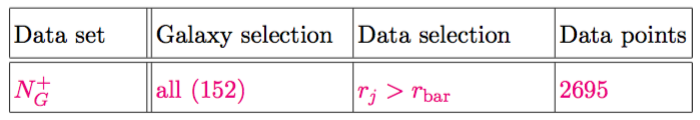 Data set Galaxy selection Data selection Data points
N_G^+ all (152) r_j > r_bar 2695